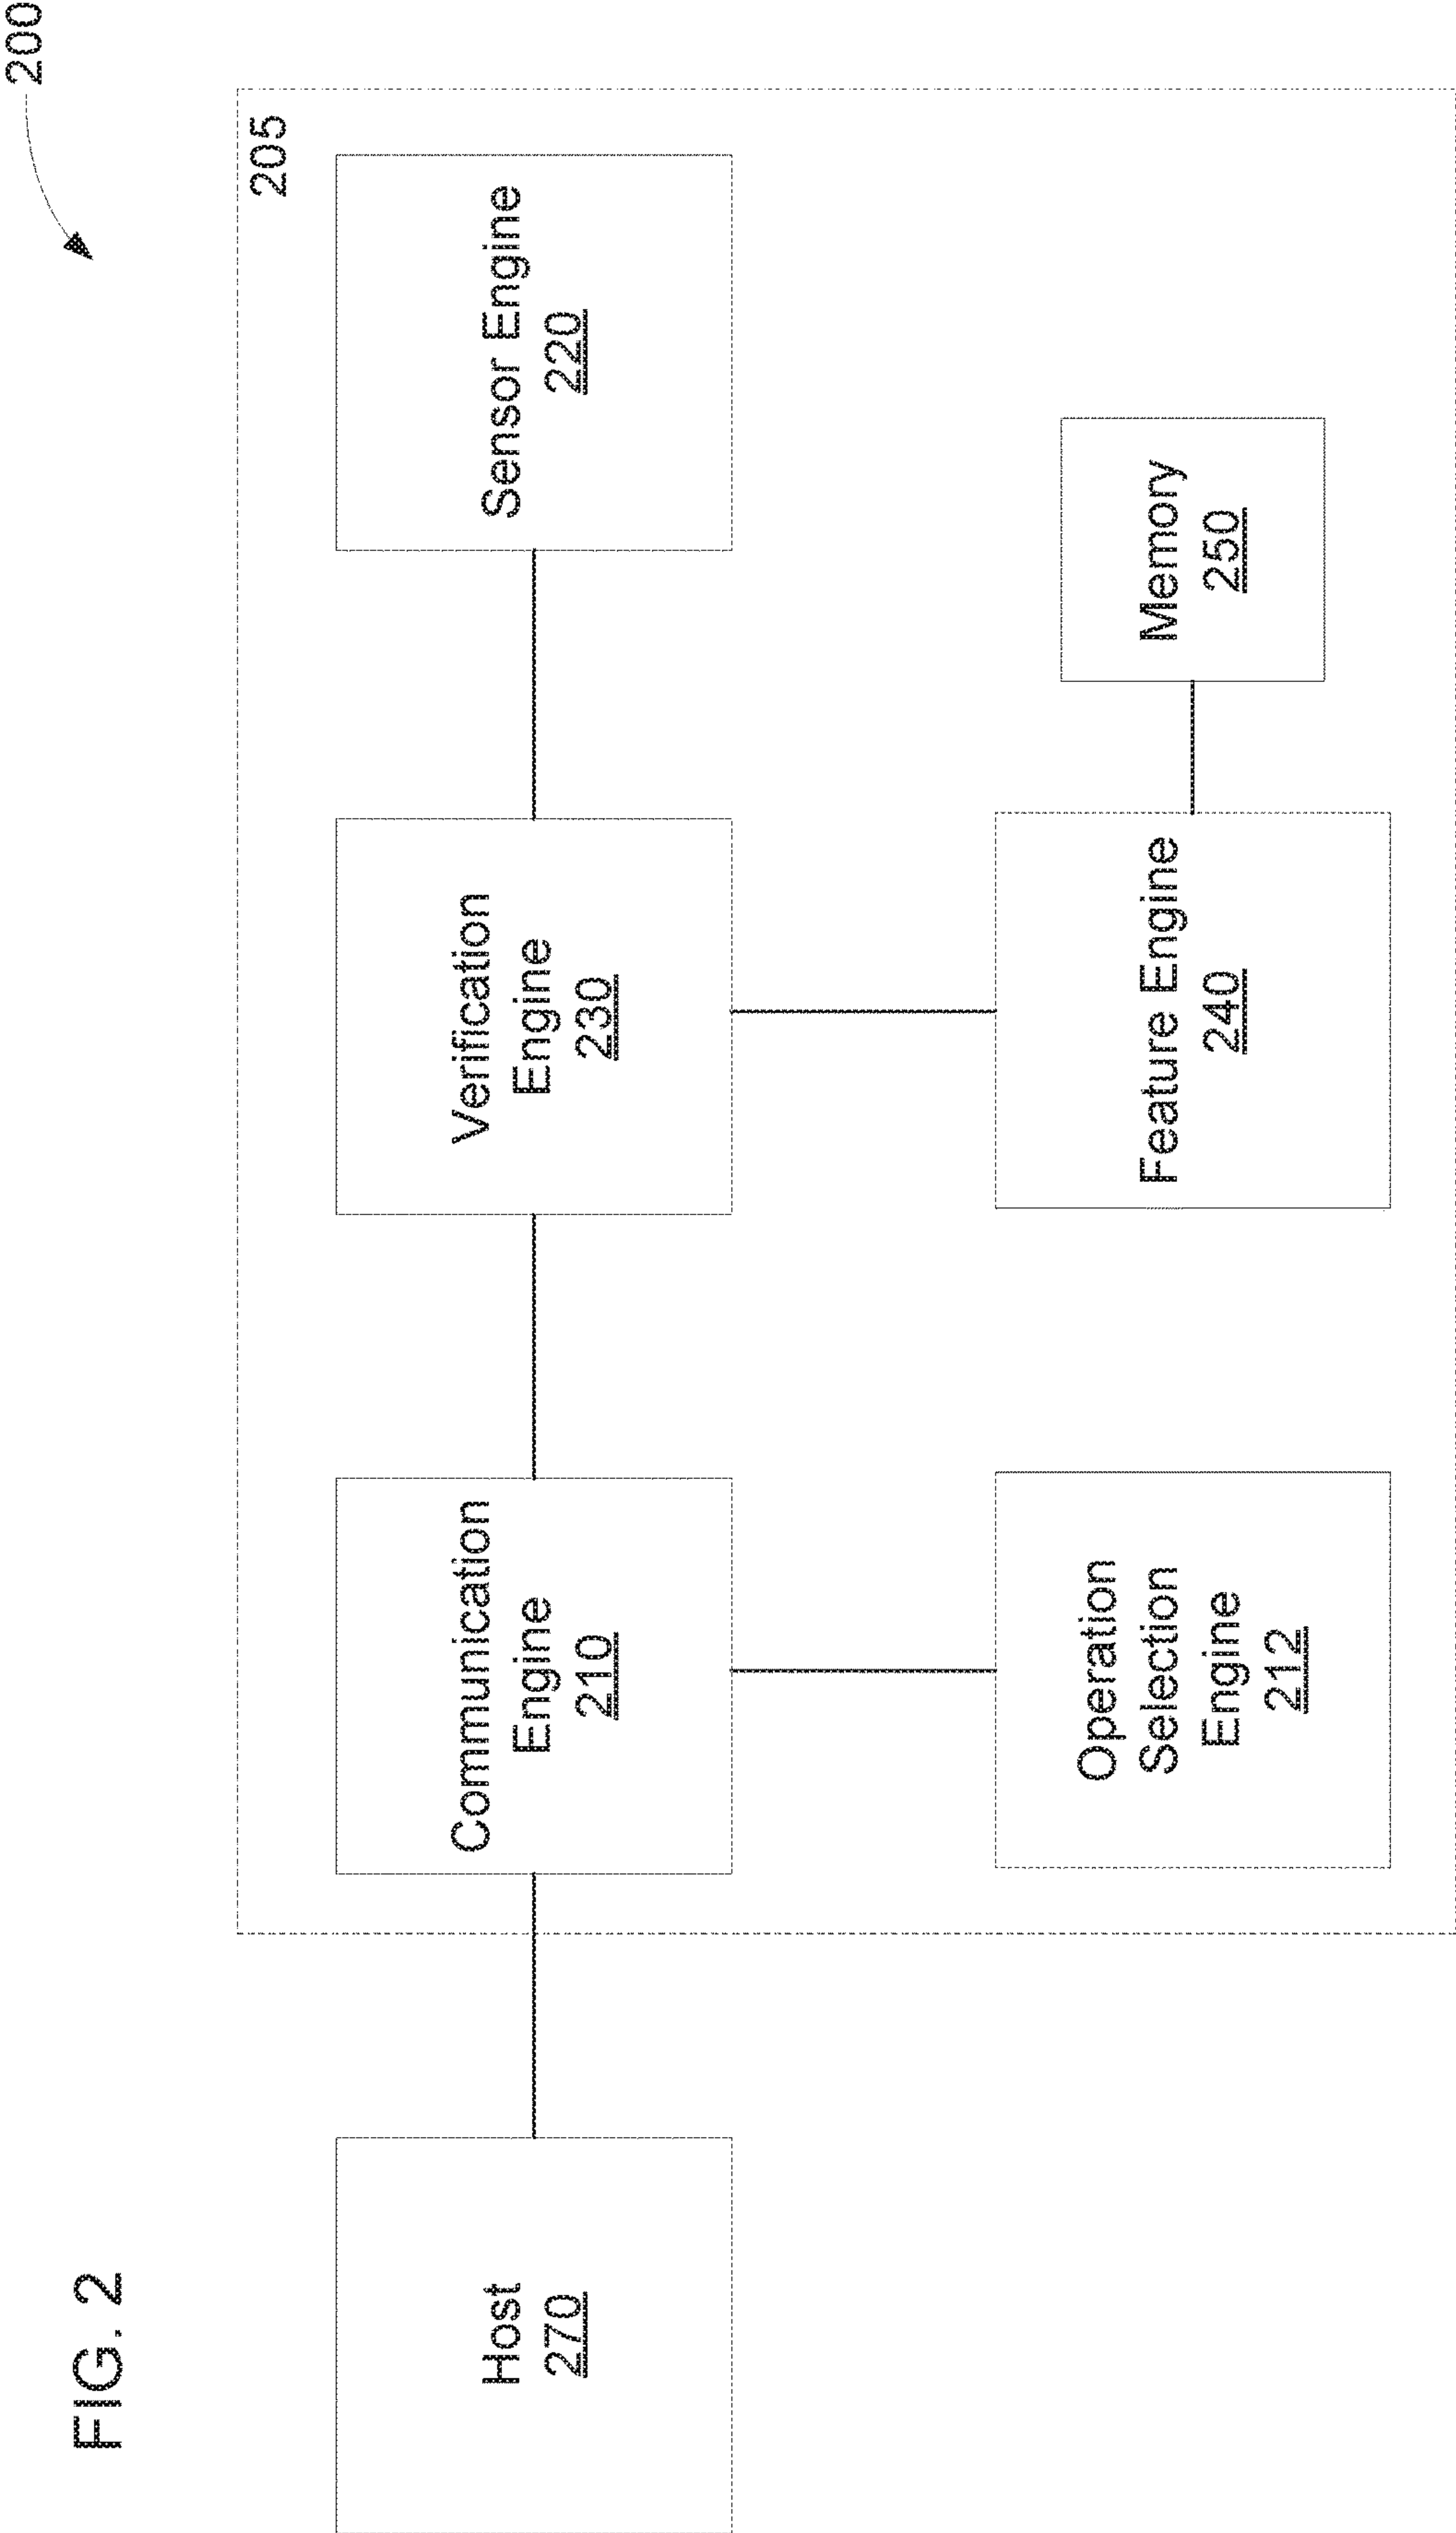 FIG. 2
200
205
Host
270
Communication
Engine
210
Verification
Engine
230
Sensor Engine
220
Operation
Selection
Engine
212
Feature Engine
240
Memory
250